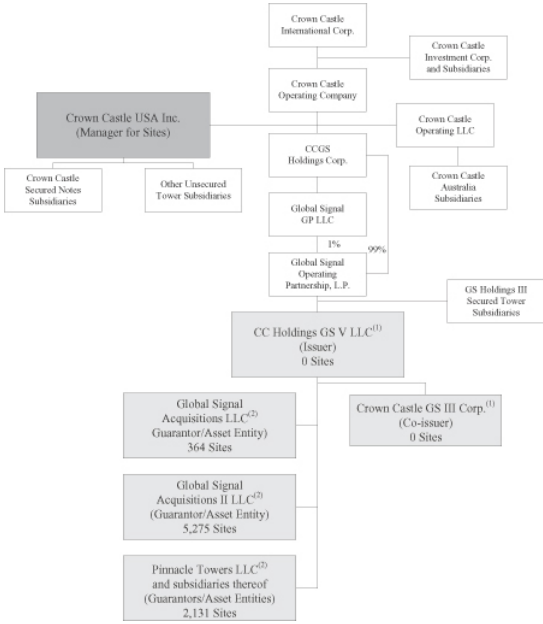 Crown Castle
International Corp.
Crown Castle
Investment Corp.
and Subsidiaries
Crown Castle
Operating Company
Crown Castle USA Inc.
(Manager for Sites)
Crown Castle
Operating LLC
CCGS
Holdings Corp.
Crown Castle
Secured Notes
Subsidiaries
Other Unsecured
Tower Subsidiaries
Crown Castle
Australia
Subsidiaries
Global Signal
GP LLC
1%
99%
Global Signal
Operating
Partnership, L.P.
GS Holdings III
Secured Tower
Subsidiaries
CC Holdings GS V LLC(1)
(Issuer)
0 Sites
Global Signal
Acquisitions LLC(2)
Guarantor/Asset Entity)
364 Sites
Crown Castle GS III Corp.(1)
(Co-issuer)
0 Sites
Global Signal
Acquisitions II LLC(2)
(Guarantor/Asset Entity)
5,275 Sites
Pinnacle Towers LLC(2)
and subsidiaries thereof
(Guarantors/Asset Entities)
2,131 Sites